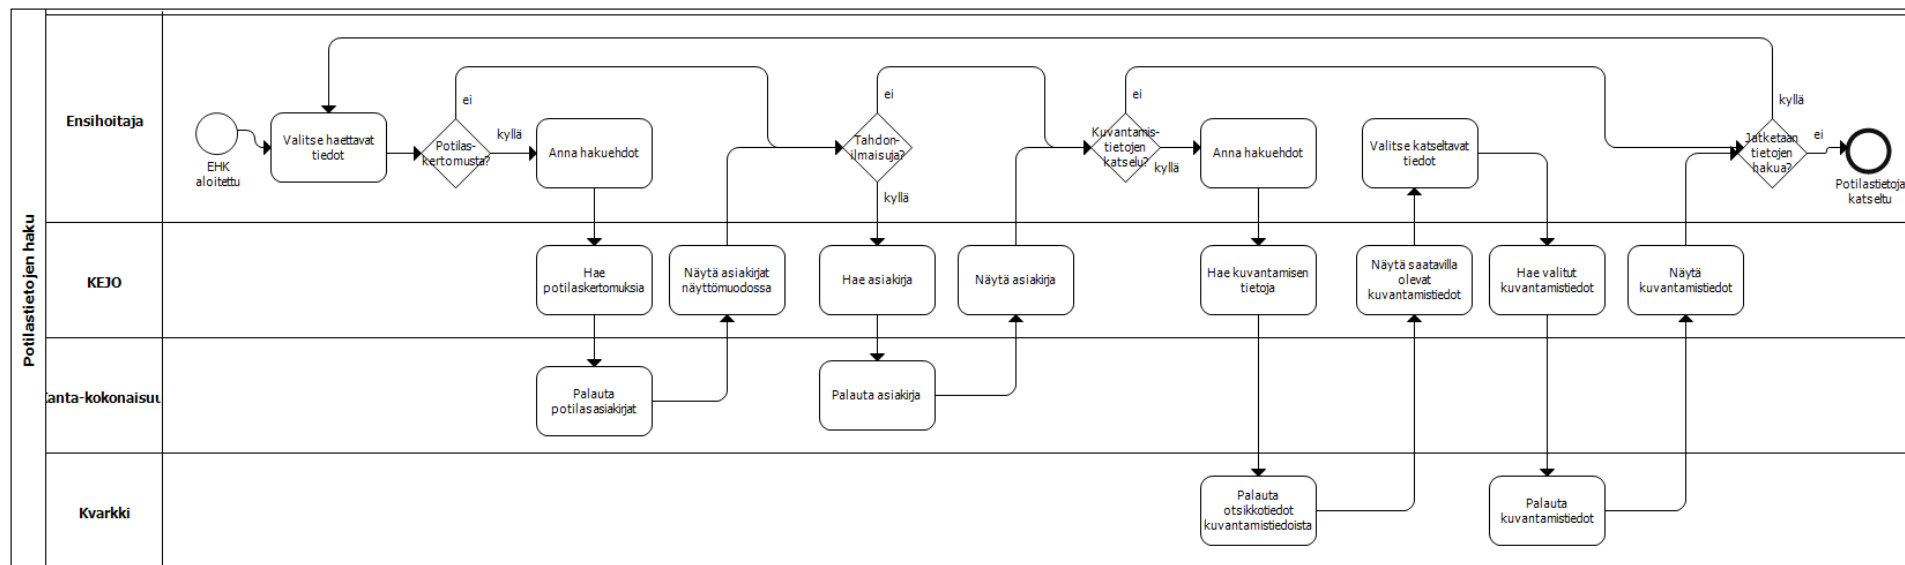 Potilastietojen haku
Ensihoitaja
EHK
aloitettu
Valitse haettavat
tiedot
Potilas-
kertomusta?
ei
kyllä
Anna hakuehdot
Tahdon-
ilmaisuja?
ei
kyllä
Kuvantamis-
tietojen
katselu?
ei
kyllä
Anna hakuehdot
Valitse katseltavat
tiedot
Jatketaan
tietojen
hakua?
kyllä
ei
Potilastietoja
katseltu
KEJO
Hae
potilaskertomuksia
Näytä asiakirjat
näyttömuodossa
Hae asiakirja
Näytä asiakirja
Hae kuvantamisen
tietoja
Näytä saatavilla
olevat
kuvantamistiedot
Hae valitut
kuvantamistiedot
Näytä
kuvantamistiedot
Kanta-kokonaisuu
Palauta
potilasasiakirjat
Palauta asiakirja
Kvarkki
Palauta
otsikkotiedot
kuvantamistiedoista
Palauta
kuvantamistiedot